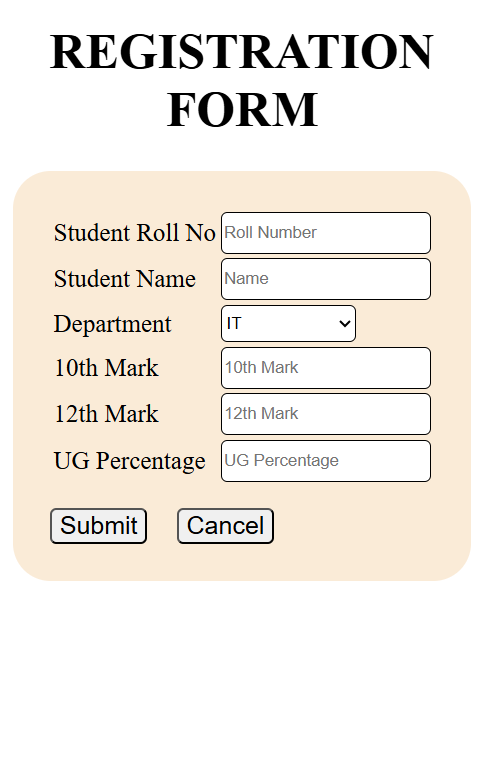 REGISTRATION
FORM
Student Roll No Roll Number
Student Name Name
Department IT
10th Mark 10th Mark
12th Mark 12th Mark
UG Percentage UG Percentage
Submit Cancel